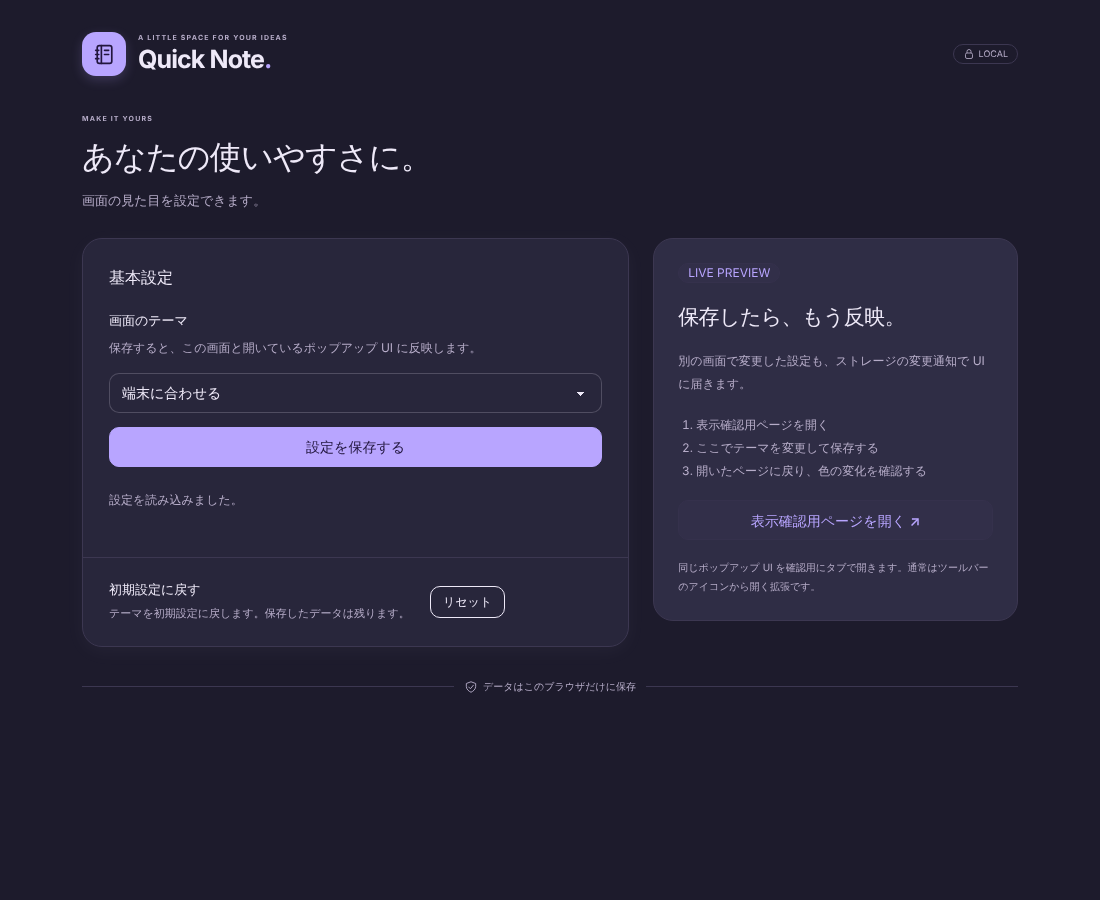 A LITTLE SPACE FOR YOUR IDEAS
Quick Note.
LOCAL
MAKE IT YOURS
あなたの使いやすさに。
画面の見た目を設定できます。
基本設定
画面のテーマ
保存すると、この画面と開いているポップアップ UI に反映します。
端末に合わせる
設定を保存する
設定を読み込みました。
初期設定に戻す
テーマを初期設定に戻します。保存したデータは残ります。
リセット
LIVE PREVIEW
保存したら、もう反映。
別の画面で変更した設定も、ストレージの変更通知で UI
に届きます。
1. 表示確認用ページを開く
2. ここでテーマを変更して保存する
3. 開いたページに戻り、色の変化を確認する
表示確認用ページを開く
同じポップアップ UI を確認用にタブで開きます。通常はツールバー
のアイコンから開く拡張です。
データはこのブラウザだけに保存